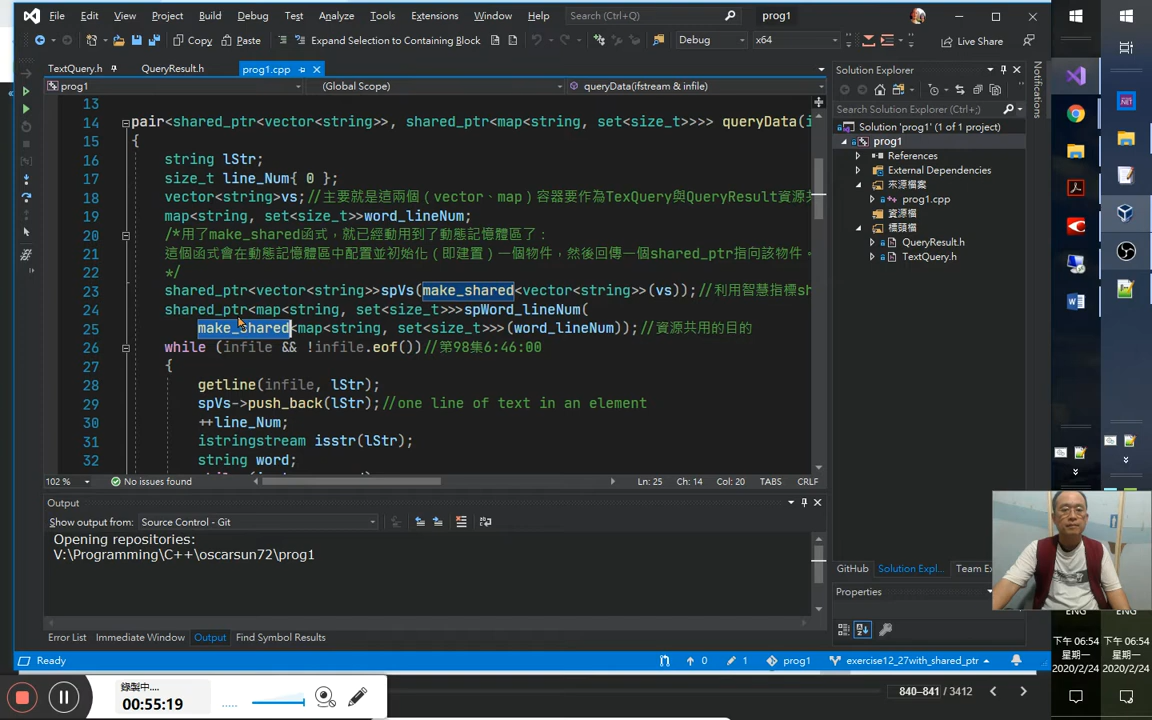 File Edit View Project Build Debug Test Analyze Tools Extensions Window Help Search (Ctrl+Q) prog1
Copy Paste Expand Selection to Containing Block Debug x64 Live Share
TextQuery.h QueryResult.h prog1.cpp
prog1 (Global Scope) queryData(ifstream & infile)
13
14 pair<shared_ptr<vector<string>>, shared_ptr<map<string, set<size_t>>>> queryData(i
15 {
16 string lStr;
17 size_t line_Num{ 0 };
18 vector<string>vs;//主要就是這兩個（vector、map）容器要作為TexQuery與QueryResult資源共
19 map<string, set<size_t>>word_lineNum;
20 /*用了make_shared函式，就已經動用到了動態記憶體區了：
21 這個函式會在動態記憶體區中配置並初始化（即建置）一個物件，然後回傳一個shared_ptr指向該物件。
22 */
23 shared_ptr<vector<string>>spVs(make_shared<vector<string>>(vs));//利用智慧指標sh
24 shared_ptr<map<string, set<size_t>>>spWord_lineNum(
25 make_shared<map<string, set<size_t>>>(word_lineNum));//資源共用的目的
26 while (infile && !infile.eof())//第98集6:46:00
27 {
28 getline(infile, lStr);
29 spVs->push_back(lStr);//one line of text in an element
30 ++line_Num;
31 istringstream isstr(lStr);
32 string word;
102 % No issues found Ln: 25 Ch: 14 Col: 20 TABS CRLF
Output
Show output from: Source Control - Git
Opening repositories:
V:\Programming\C++\oscarsun72\prog1
Error List Immediate Window Output Find Symbol Results
Ready 0 1 prog1 exercise12_27with_shared_ptr
Solution Explorer
Search Solution Explorer (Ctrl+;)
Solution 'prog1' (1 of 1 project)
prog1
References
External Dependencies
來源檔案
prog1.cpp
資源檔
標頭檔
QueryResult.h
TextQuery.h
GitHub Solution Expl... Team E
Properties
Notifications
.NET
ENG ENG
下午 06:54 下午 06:54
星期一 星期一
2020/2/24 2020/2/24
錄製中....
00:55:19
840–841 / 3412